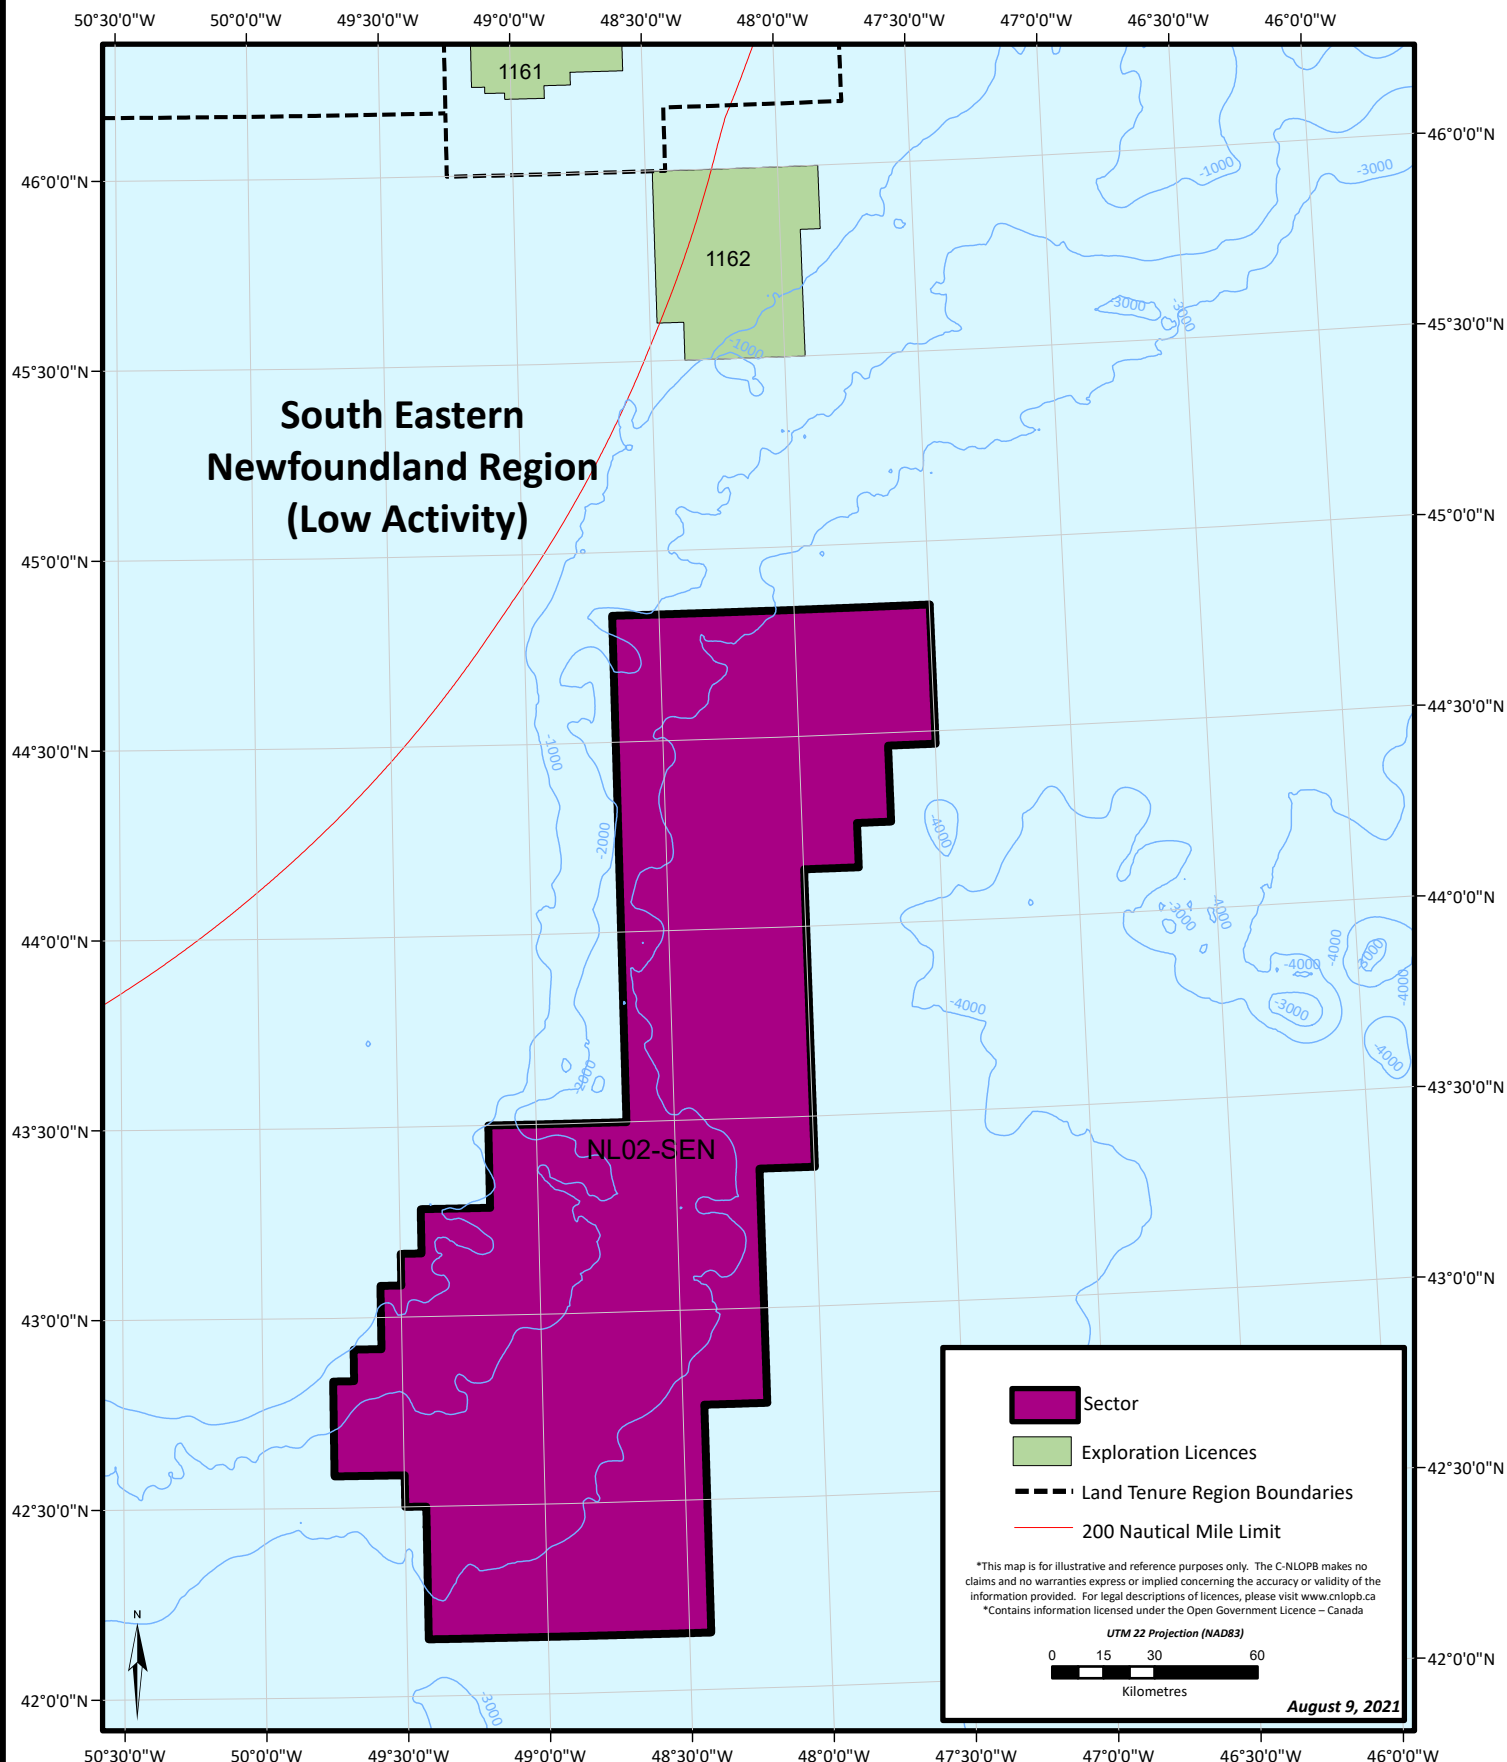 50°30'0"W 50°0'0"W 49°30'0"W 49°0'0"W 48°30'0"W 48°0'0"W 47°30'0"W 47°0'0"W 46°30'0"W 46°0'0"W
1161
46°0'0"N
-1000
-3000
46°0'0"N
1162
-3000
-3000
45°30'0"N
-1000
45°30'0"N
South Eastern
Newfoundland Region
(Low Activity)
45°0'0"N
45°0'0"N
44°30'0"N
-1000
44°30'0"N
-2000
-4000
44°0'0"N
-3000
-4000
44°0'0"N
-4000
-4000
-3000
-4000
-4000
-3000
-4000
-2000
43°30'0"N
43°30'0"N
NL02-SEN
43°0'0"N
43°0'0"N
Sector
Exploration Licences
42°30'0"N
Land Tenure Region Boundaries
42°30'0"N
200 Nautical Mile Limit
*This map is for illustrative and reference purposes only. The C-NLOPB makes no
claims and no warranties express or implied concerning the accuracy or validity of the
information provided. For legal descriptions of licences, please visit www.cnlopb.ca
*Contains information licensed under the Open Government Licence – Canada
N
UTM 22 Projection (NAD83)
0 15 30 60
Kilometres
42°0'0"N
42°0'0"N
-3000
August 9, 2021
50°30'0"W 50°0'0"W 49°30'0"W 49°0'0"W 48°30'0"W 48°0'0"W 47°30'0"W 47°0'0"W 46°30'0"W 46°0'0"W